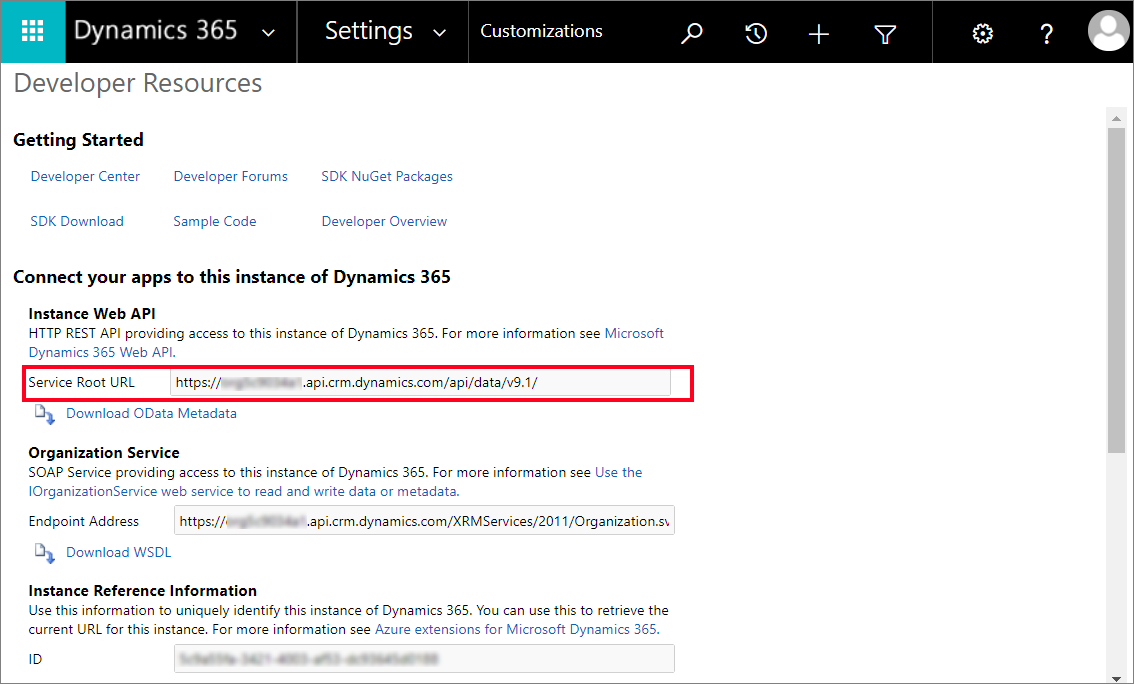 Dynamics 365 Settings Customizations
Developer Resources
Getting Started
Developer Center Developer Forums SDK NuGet Packages
SDK Download Sample Code Developer Overview
Connect your apps to this instance of Dynamics 365
Instance Web API
HTTP REST API providing access to this instance of Dynamics 365. For more information see Microsoft
Dynamics 365 Web API.
Service Root URL https:// .api.crm.dynamics.com/api/data/v9.1/
Download OData Metadata
Organization Service
SOAP Service providing access to this instance of Dynamics 365. For more information see Use the
IOrganizationService web service to read and write data or metadata.
Endpoint Address https:// .api.crm.dynamics.com/XRMServices/2011/Organization.sv
Download WSDL
Instance Reference Information
Use this information to uniquely identify this instance of Dynamics 365. You can use this to retrieve the
current URL for this instance. For more information see Azure extensions for Microsoft Dynamics 365.
ID